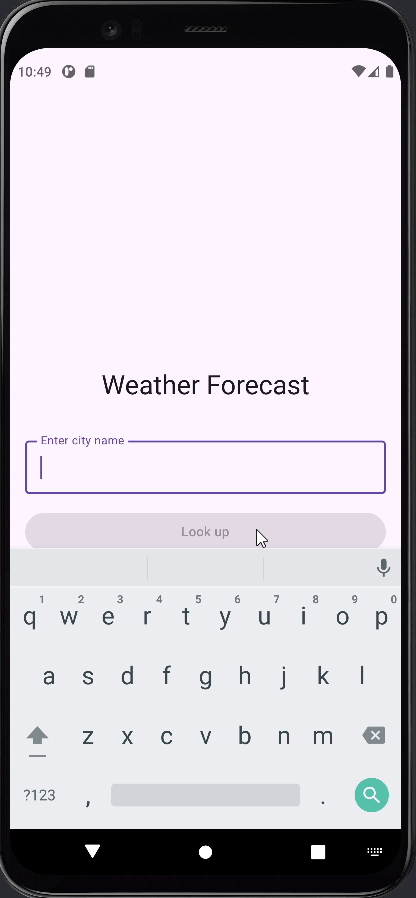 10:49
Weather Forecast
Enter city name
Look up
1 2 3 4 5 6 7 8 9 0
q w e r t y u i o p
a s d f g h j k l
z x c v b n m
?123 , .